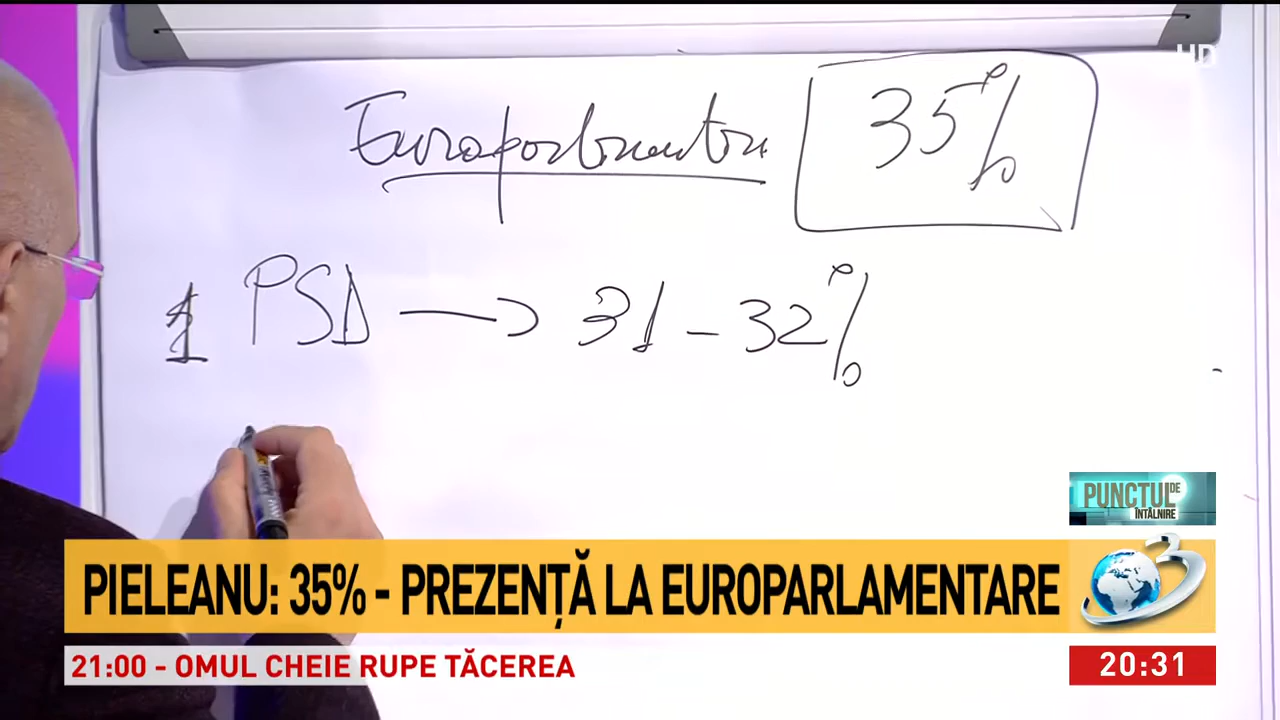 HD
Europarlamentare 35%
1 PSD → 31-32%
PUNCTUL DE ÎNTÂLNIRE
PIELEANU: 35% - PREZENȚĂ LA EUROPARLAMENTARE
3
21:00 - OMUL CHEIE RUPE TĂCEREA
20:31